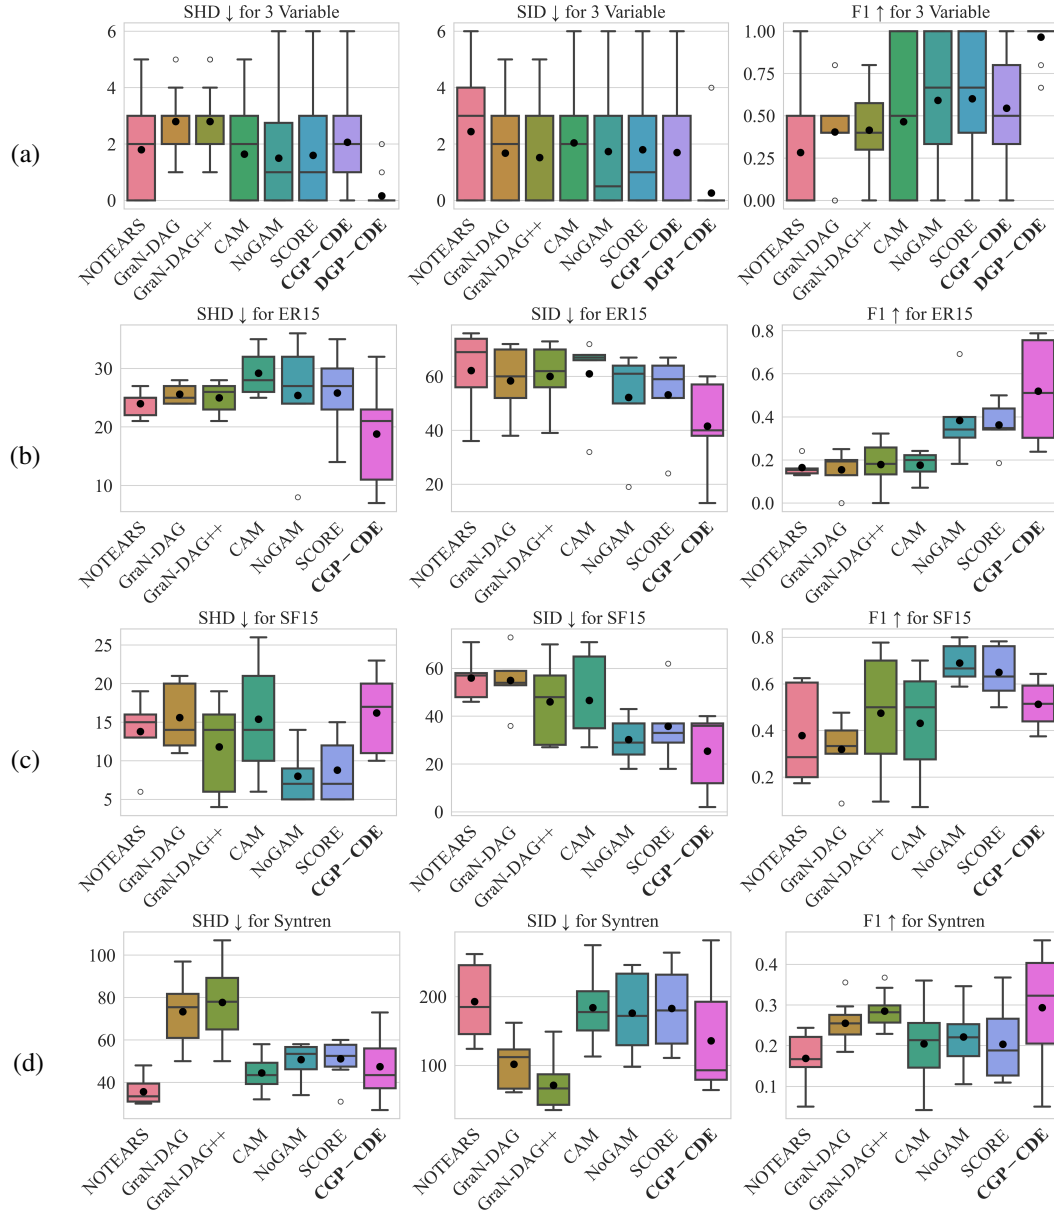 SHD ↓ for 3 Variable
SID ↓ for 3 Variable
F1 ↑ for 3 Variable
(a)
6
4
2
0
6
4
2
0
1.00
0.75
0.50
0.25
0.00
NOTEARS
GraN-DAG
GraN-DAG++
CAM
NoGAM
SCORE
CGP−CDE
DGP−CDE
NOTEARS
GraN-DAG
GraN-DAG++
CAM
NoGAM
SCORE
CGP−CDE
DGP−CDE
NOTEARS
GraN-DAG
GraN-DAG++
CAM
NoGAM
SCORE
CGP−CDE
DGP−CDE
SHD ↓ for ER15
SID ↓ for ER15
F1 ↑ for ER15
(b)
30
20
10
60
40
20
0.8
0.6
0.4
0.2
0.0
NOTEARS
GraN-DAG
GraN-DAG++
CAM
NoGAM
SCORE
CGP−CDE
NOTEARS
GraN-DAG
GraN-DAG++
CAM
NoGAM
SCORE
CGP−CDE
NOTEARS
GraN-DAG
GraN-DAG++
CAM
NoGAM
SCORE
CGP−CDE
SHD ↓ for SF15
SID ↓ for SF15
F1 ↑ for SF15
(c)
25
20
15
10
5
60
40
20
0
0.8
0.6
0.4
0.2
NOTEARS
GraN-DAG
GraN-DAG++
CAM
NoGAM
SCORE
CGP−CDE
NOTEARS
GraN-DAG
GraN-DAG++
CAM
NoGAM
SCORE
CGP−CDE
NOTEARS
GraN-DAG
GraN-DAG++
CAM
NoGAM
SCORE
CGP−CDE
SHD ↓ for Syntren
SID ↓ for Syntren
F1 ↑ for Syntren
(d)
100
80
60
40
200
100
0.4
0.3
0.2
0.1
NOTEARS
GraN-DAG
GraN-DAG++
CAM
NoGAM
SCORE
CGP−CDE
NOTEARS
GraN-DAG
GraN-DAG++
CAM
NoGAM
SCORE
CGP−CDE
NOTEARS
GraN-DAG
GraN-DAG++
CAM
NoGAM
SCORE
CGP−CDE